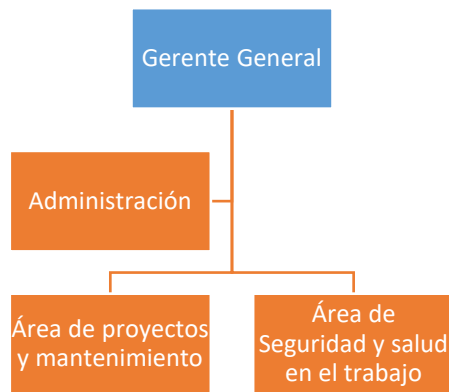 Gerente General
Administración
Área de proyectos
y mantenimiento
Área de
Seguridad y salud
en el trabajo